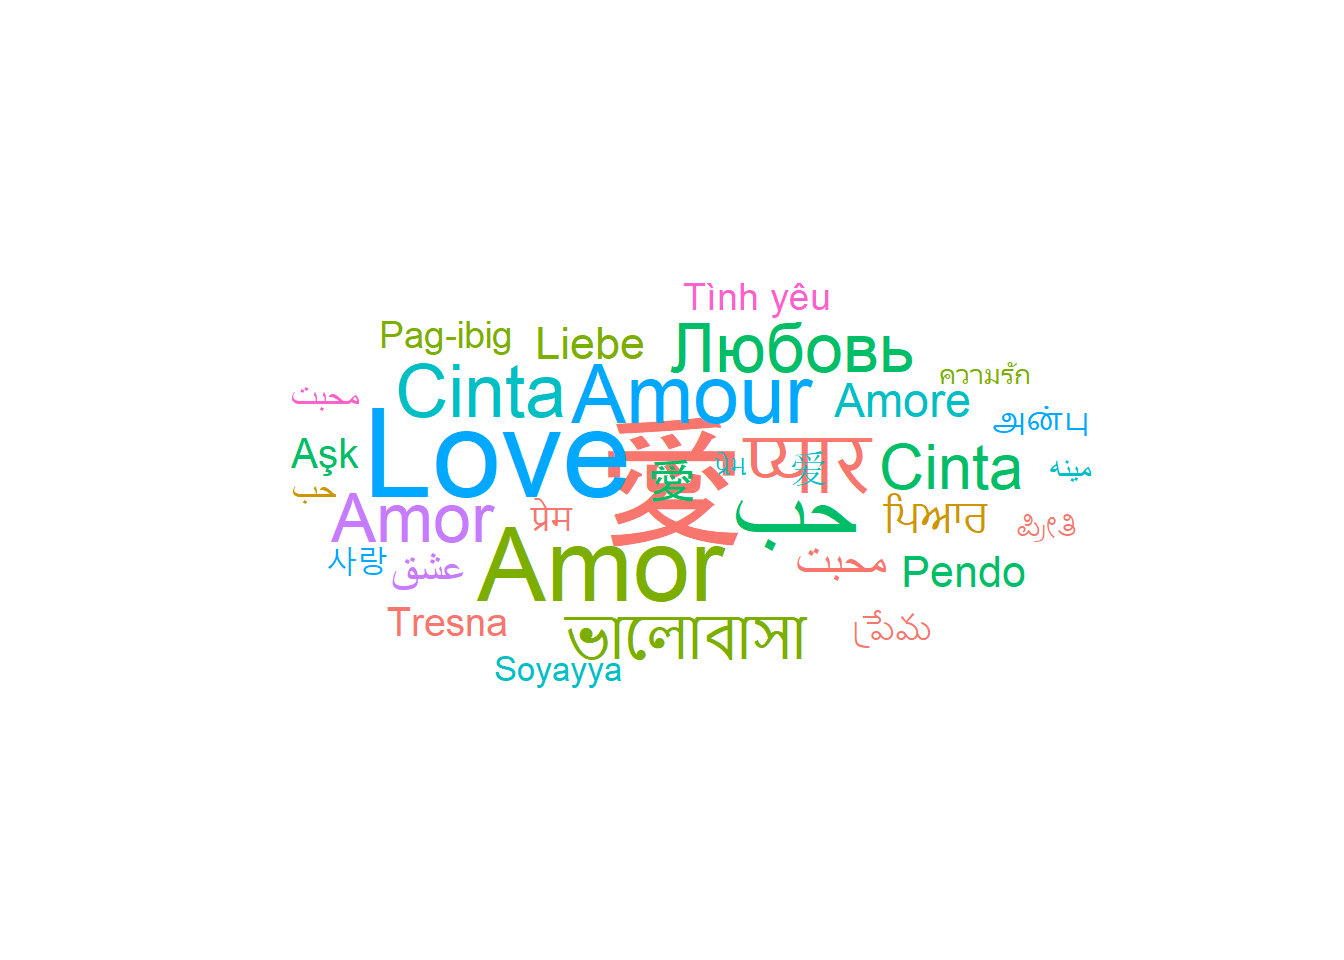 Tình yêu
Pag-ibig
Liebe
Любовь
ความรัก
محبت
Cinta
Amour
Amore
அன்பு
Aşk
Love
愛
愛
પ્રેમ
प्यार
爱
Cinta
مينه
حب
Amor
प्रेम
حب
ਪਿਆਰ
ಪ್ರೀತಿ
사랑
عشق
Amor
محبت
Pendo
Tresna
ভালোবাসা
ప్రేమ
Soyayya